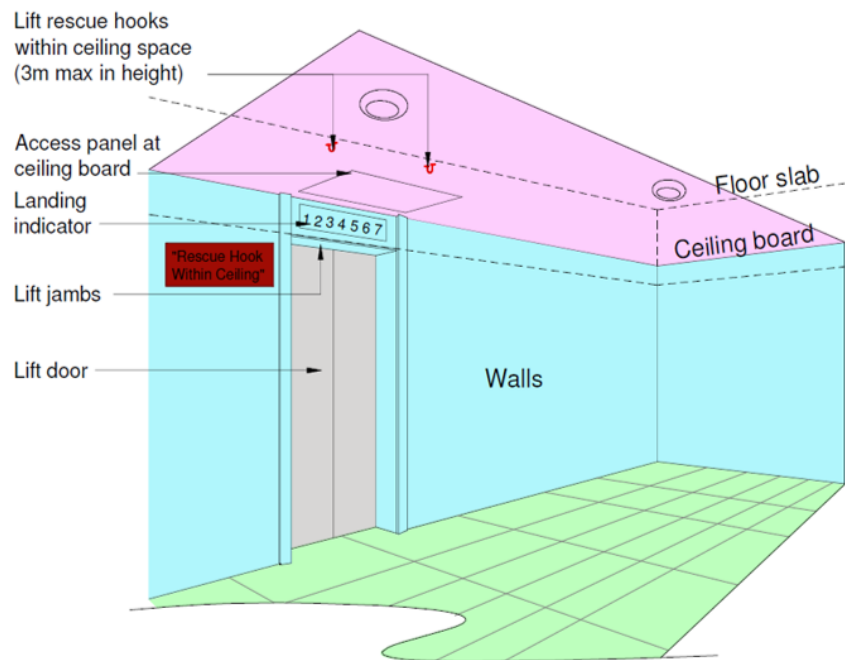 Lift rescue hooks
within ceiling space
(3m max in height)
Access panel at
ceiling board
Landing
indicator
1234567
"Rescue Hook
Within Ceiling"
Lift jambs
Lift door
Walls
Floor slab
Ceiling board